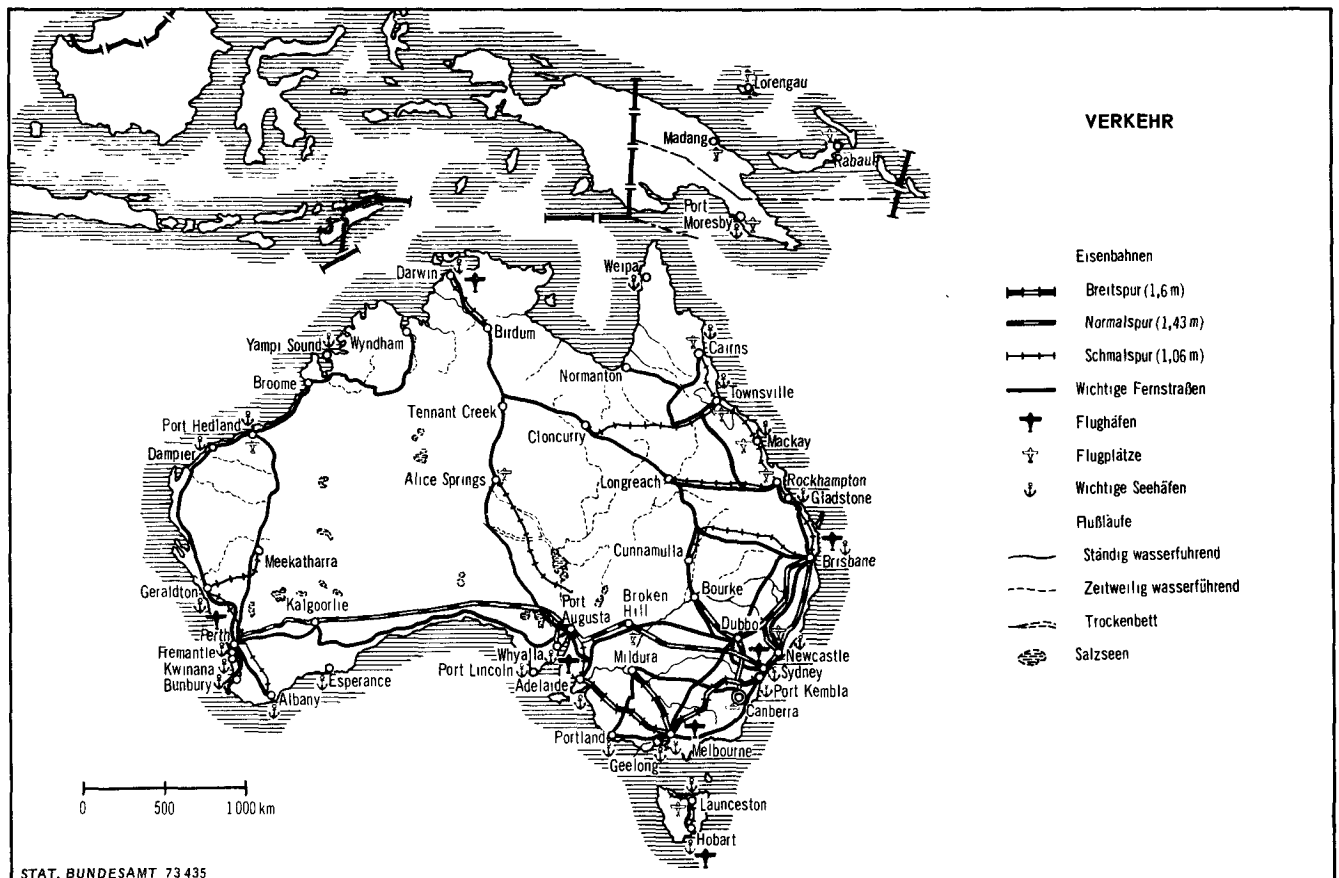 Lorengau
VERKEHR
Madang
Rabaul
Port
Moresby
Darwin
Weipa
Eisenbahnen
Breitspur (1,6 m)
Birdum
Normalspur (1,43 m)
Yampi Sound
Wyndham
Cairns
Schmalspur (1,06 m)
Broome
Normanton
Townsville
Wichtige Fernstraßen
Tennant Creek
Port Hedland
Cloncurry
Flughäfen
Mackay
Dampier
Flugplätze
Alice Springs
Longreach
Rockhampton
Wichtige Seehäfen
Gladstone
Flußläufe
Cunnamulla
Ständig wasserfuhrend
Meekatharra
Brisbane
Geraldton
Bourke
Zeitweilig wasserführend
Kalgoorlie
Port
Augusta
Broken
Hill
Dubbo
Trockenbett
Perth
Fremantle
Kwinana
Bunbury
Whyalla
Mildura
Newcastle
Salzseen
Port Lincoln
Sydney
Esperance
Adelaide
Port Kembla
Albany
Canberra
Portland
Melbourne
Geelong
0 500 1 000 km
Launceston
Hobart
STAT. BUNDESAMT 73 435